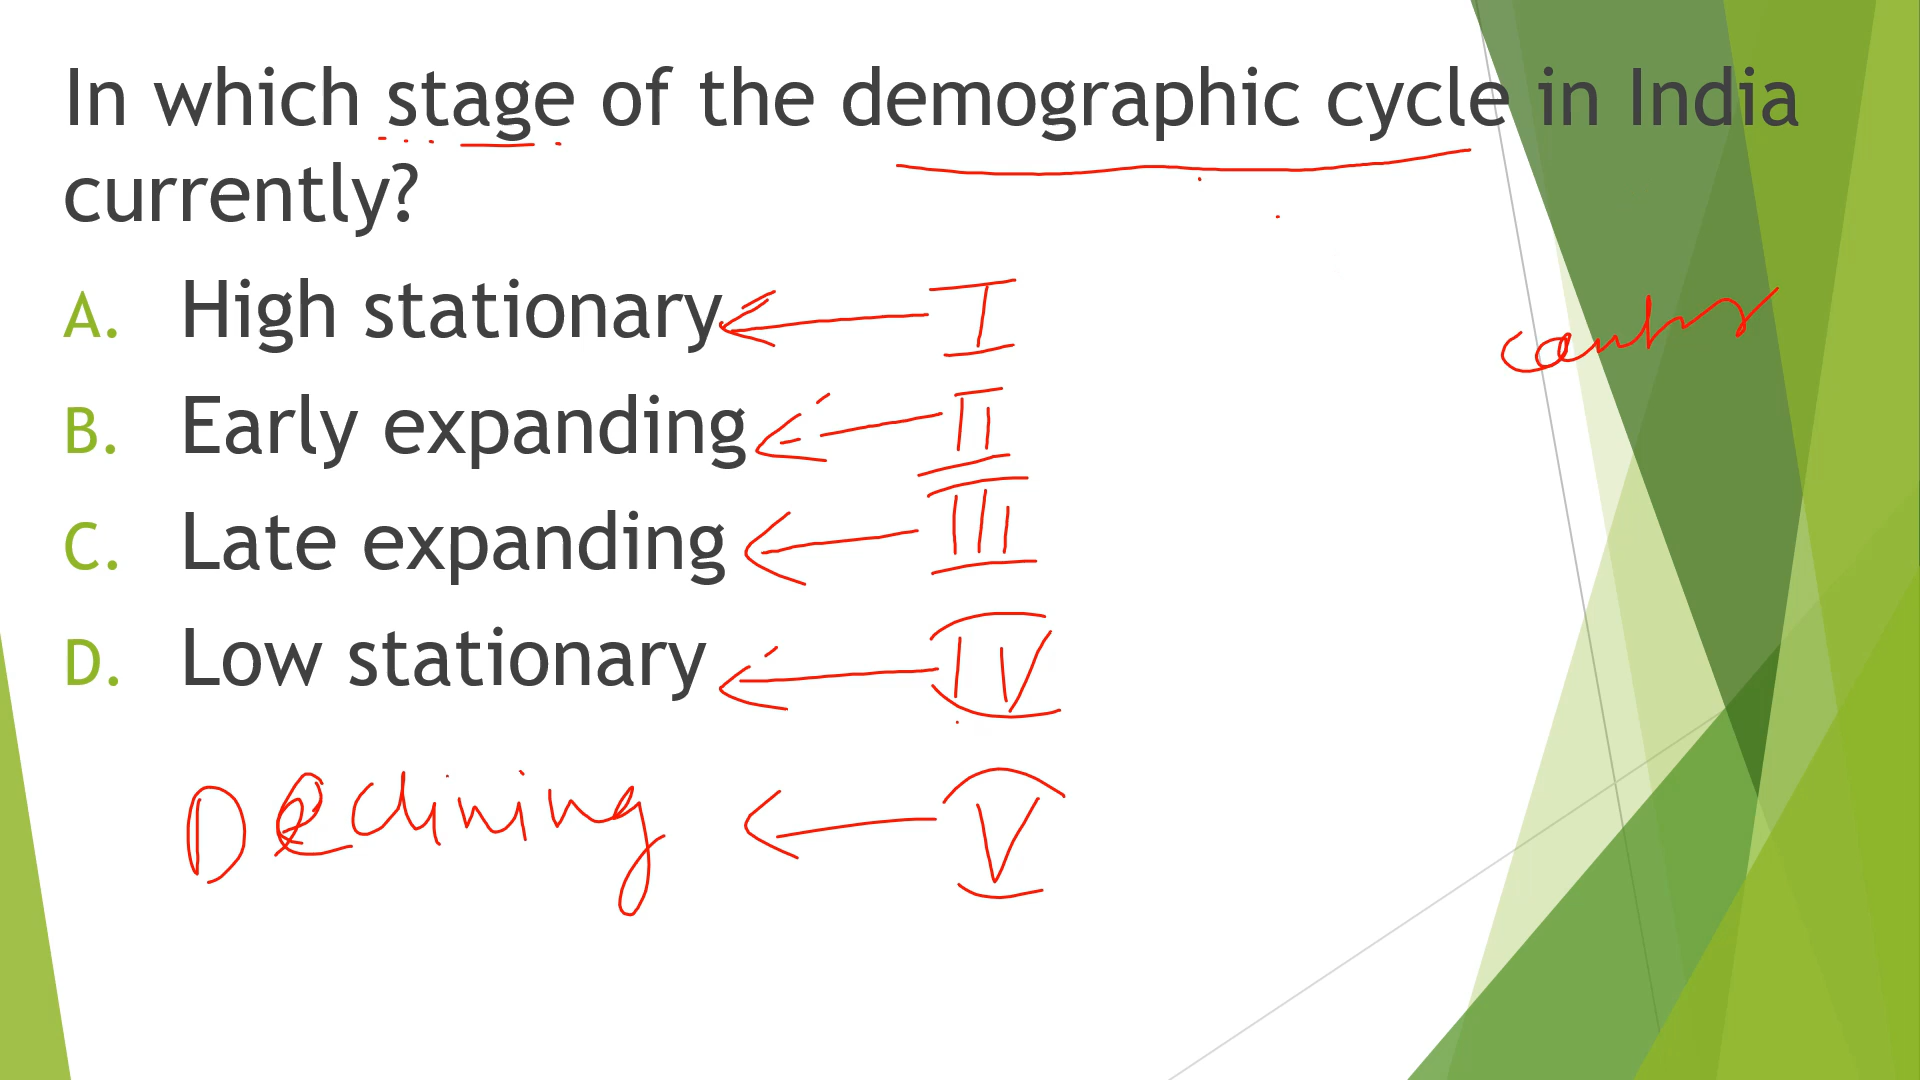 In which stage of the demographic cycle in India
currently?
A. High stationary I
B. Early expanding II
C. Late expanding III
D. Low stationary IV
Declining V